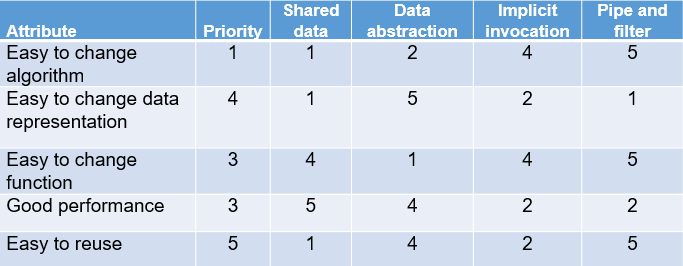 Attribute Priority Shared data Data abstraction Implicit invocation Pipe and filter
Easy to change algorithm 1 1 2 4 5
Easy to change data representation 4 1 5 2 1
Easy to change function 3 4 1 4 5
Good performance 3 5 4 2 2
Easy to reuse 5 1 4 2 5